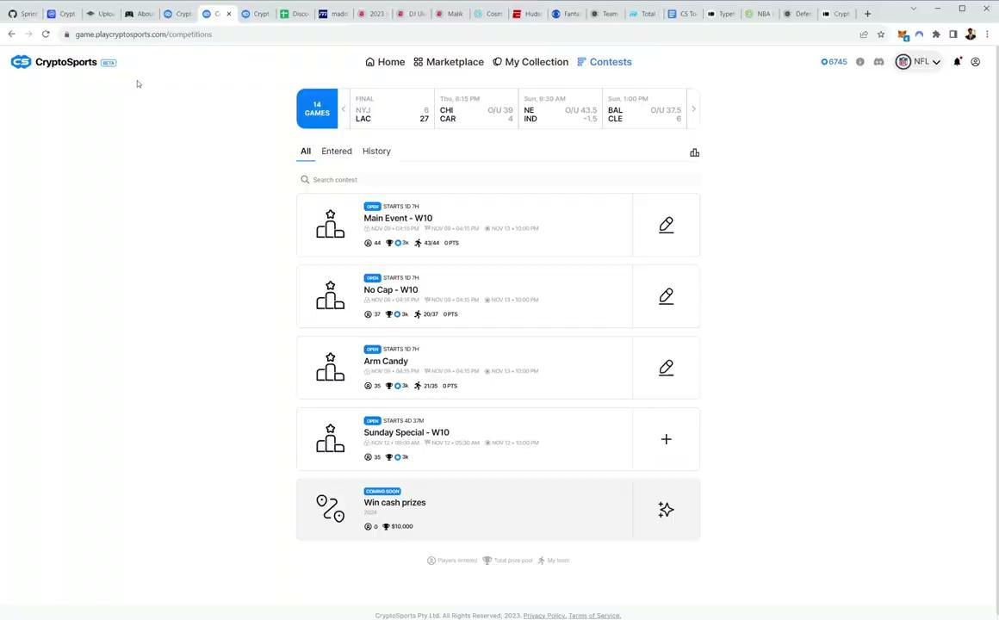 Sprin
Crypt
Uploa
Abou
Crypto
C
Crypt
Disco
madd
2023
DJ Uk
Malik
Cosm
Huds
Fanta
Team
Total
CS To
Typef
NBA
Defer
Crypt
game.playcryptosports.com/competitions
CryptoSports BETA
Home
Marketplace
My Collection
Contests
6745
NFL
14 GAMES
FINAL
NYJ 6
LAC 27
Thu, 8:15 PM
CHI O/U 39
CAR 4
Sun, 9:30 AM
NE O/U 43.5
IND -1.5
Sun, 1:00 PM
BAL O/U 37.5
CLE 6
All
Entered
History
Search contest
OPEN STARTS 1D 7H
Main Event - W10
NOV 09 • 04:15 PM NOV 09 • 04:15 PM NOV 13 • 10:00 PM
44 3k 43/44 0 PTS
OPEN STARTS 1D 7H
No Cap - W10
NOV 09 • 04:15 PM NOV 09 • 04:15 PM NOV 13 • 10:00 PM
37 3k 20/37 0 PTS
OPEN STARTS 1D 7H
Arm Candy
NOV 09 • 04:15 PM NOV 09 • 04:15 PM NOV 13 • 10:00 PM
35 3k 21/35 0 PTS
OPEN STARTS 4D 37M
Sunday Special - W10
NOV 12 • 09:00 AM NOV 12 • 05:30 AM NOV 12 • 10:00 PM
35 3k
COMING SOON
Win cash prizes
2024
0 $10,000
Players entered Total prize pool My team
CryptoSports Pty Ltd. All Rights Reserved, 2023. Privacy Policy. Terms of Service.